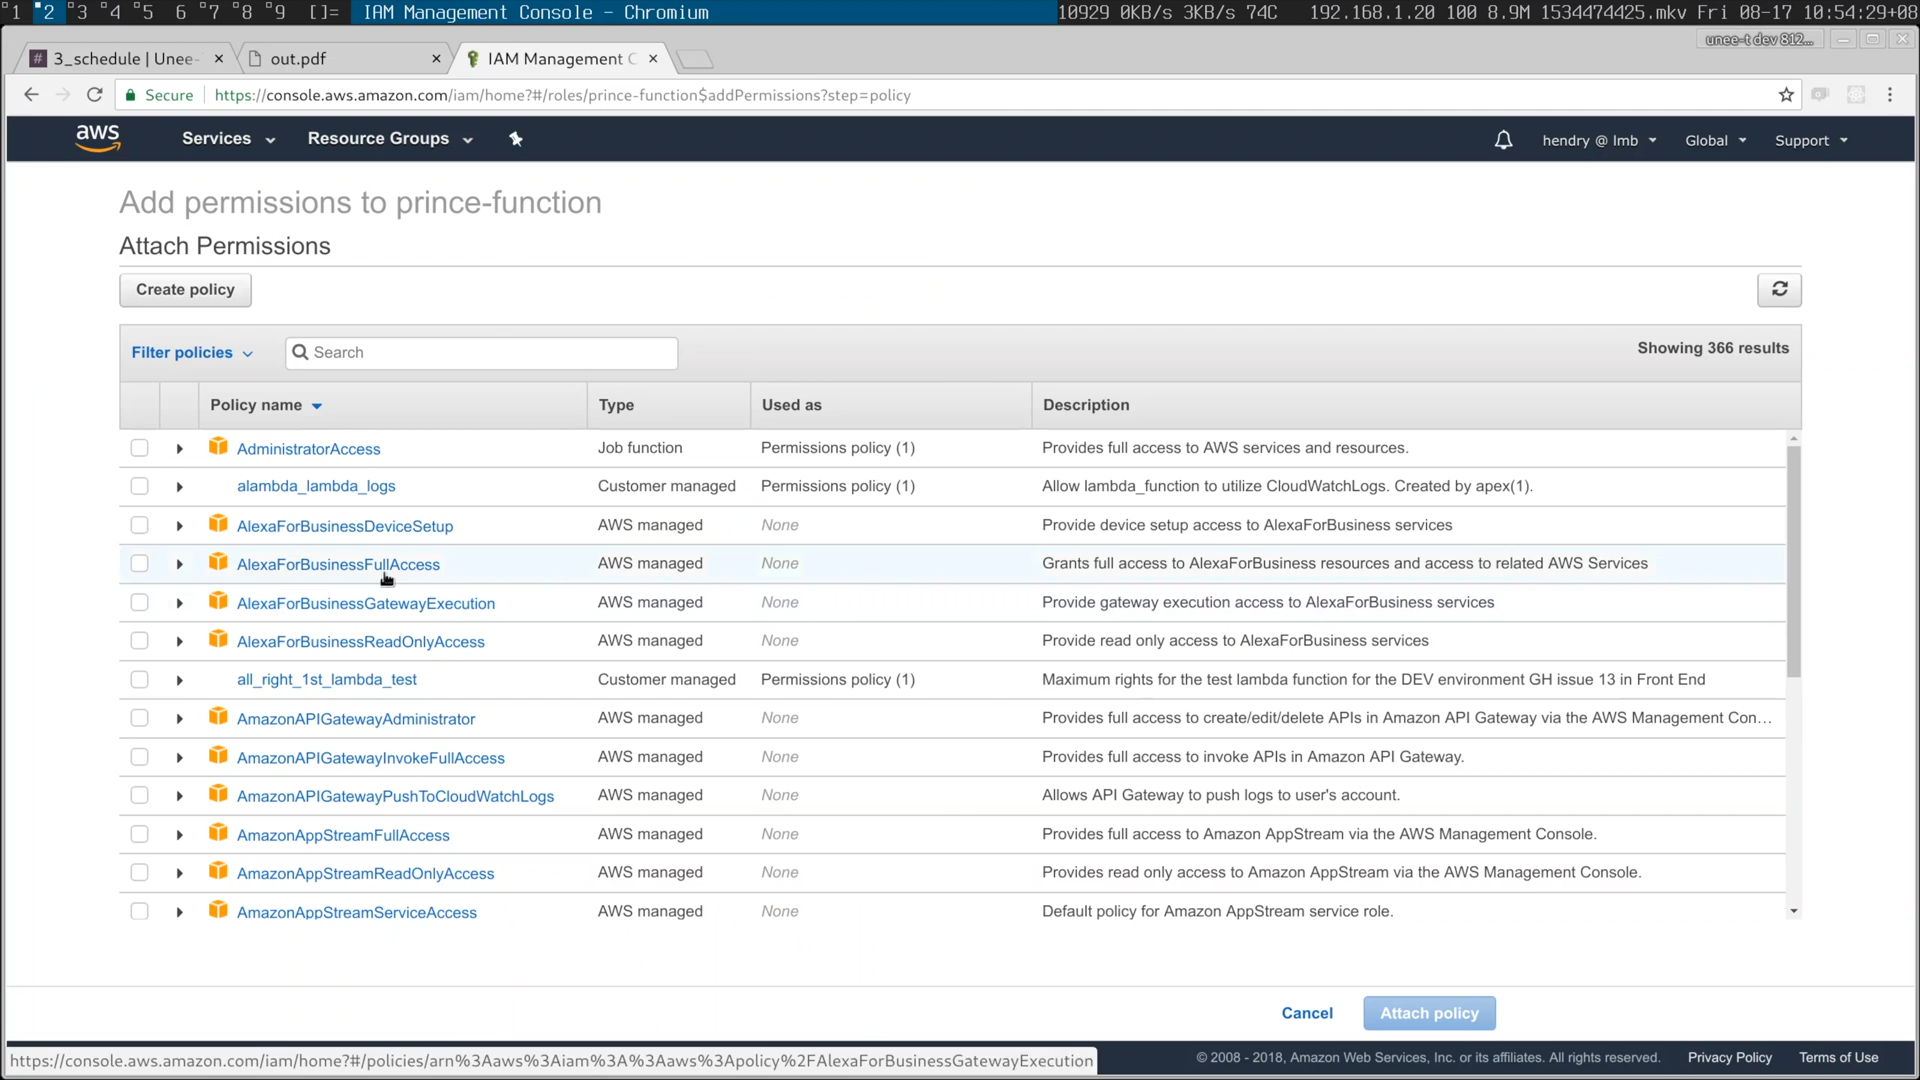 1 2 3 4 5 6 7 8 9 []= IAM Management Console - Chromium 10929 0KB/s 3KB/s 74C 192.168.1.20 100 8.9M 1534474425.mkv Fri 08-17 10:54:29+08
unee-t dev 812...
3_schedule | Unee- × out.pdf × IAM Management C ×
Secure https://console.aws.amazon.com/iam/home?#/roles/prince-function$addPermissions?step=policy
aws Services Resource Groups hendry @ lmb Global Support
Add permissions to prince-function
Attach Permissions
Create policy
Filter policies Search Showing 366 results
Policy name Type Used as Description
AdministratorAccess Job function Permissions policy (1) Provides full access to AWS services and resources.
alambda_lambda_logs Customer managed Permissions policy (1) Allow lambda_function to utilize CloudWatchLogs. Created by apex(1).
AlexaForBusinessDeviceSetup AWS managed None Provide device setup access to AlexaForBusiness services
AlexaForBusinessFullAccess AWS managed None Grants full access to AlexaForBusiness resources and access to related AWS Services
AlexaForBusinessGatewayExecution AWS managed None Provide gateway execution access to AlexaForBusiness services
AlexaForBusinessReadOnlyAccess AWS managed None Provide read only access to AlexaForBusiness services
all_right_1st_lambda_test Customer managed Permissions policy (1) Maximum rights for the test lambda function for the DEV environment GH issue 13 in Front End
AmazonAPIGatewayAdministrator AWS managed None Provides full access to create/edit/delete APIs in Amazon API Gateway via the AWS Management Con...
AmazonAPIGatewayInvokeFullAccess AWS managed None Provides full access to invoke APIs in Amazon API Gateway.
AmazonAPIGatewayPushToCloudWatchLogs AWS managed None Allows API Gateway to push logs to user's account.
AmazonAppStreamFullAccess AWS managed None Provides full access to Amazon AppStream via the AWS Management Console.
AmazonAppStreamReadOnlyAccess AWS managed None Provides read only access to Amazon AppStream via the AWS Management Console.
AmazonAppStreamServiceAccess AWS managed None Default policy for Amazon AppStream service role.
Cancel Attach policy
https://console.aws.amazon.com/iam/home?#/policies/arn%3Aaws%3Aiam%3A%3Aaws%3Apolicy%2FAlexaForBusinessGatewayExecution © 2008 - 2018, Amazon Web Services, Inc. or its affiliates. All rights reserved. Privacy Policy Terms of Use